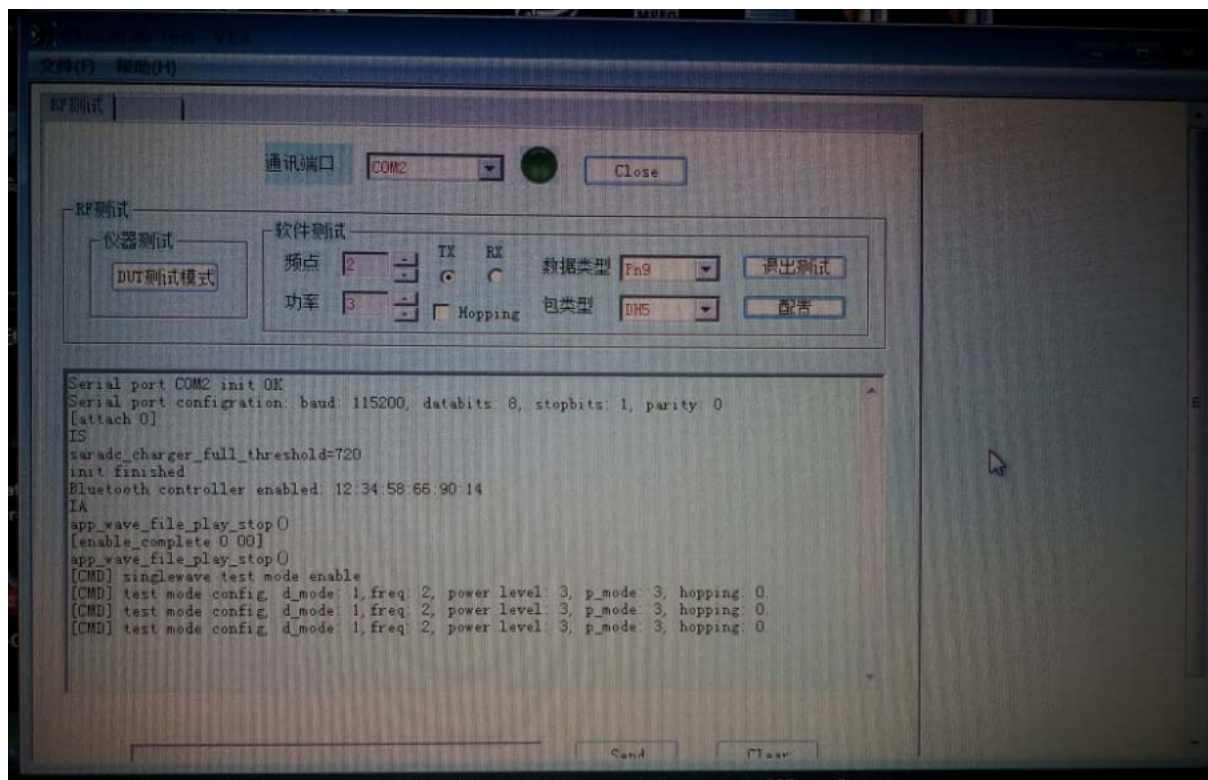 文件(F) 帮助(H)
RF测试
通讯端口 COM2 Close
RF测试
仪器测试
软件测试
频点 2 TX RX 数据类型 Pn9 退出测试
DUT测试模式
功率 3 Hopping 包类型 DH5 配置
Serial port COM2 init OK
Serial port configration: baud: 115200, databits: 8, stopbits: 1, parity: 0
[attach 0]
IS
saradc_charger_full_threshold=720
init finished
Bluetooth controller enabled: 12:34:58:66:90:14
IA
app_wave_file_play_stop()
[enable_complete 0 00]
app_wave_file_play_stop()
[CMD] singlewave test mode enable
[CMD] test mode config, d_mode: 1,freq: 2, power level: 3, p_mode: 3, hopping: 0.
[CMD] test mode config, d_mode: 1,freq: 2, power level: 3, p_mode: 3, hopping: 0.
[CMD] test mode config, d_mode: 1,freq: 2, power level: 3, p_mode: 3, hopping: 0.
Send Clear